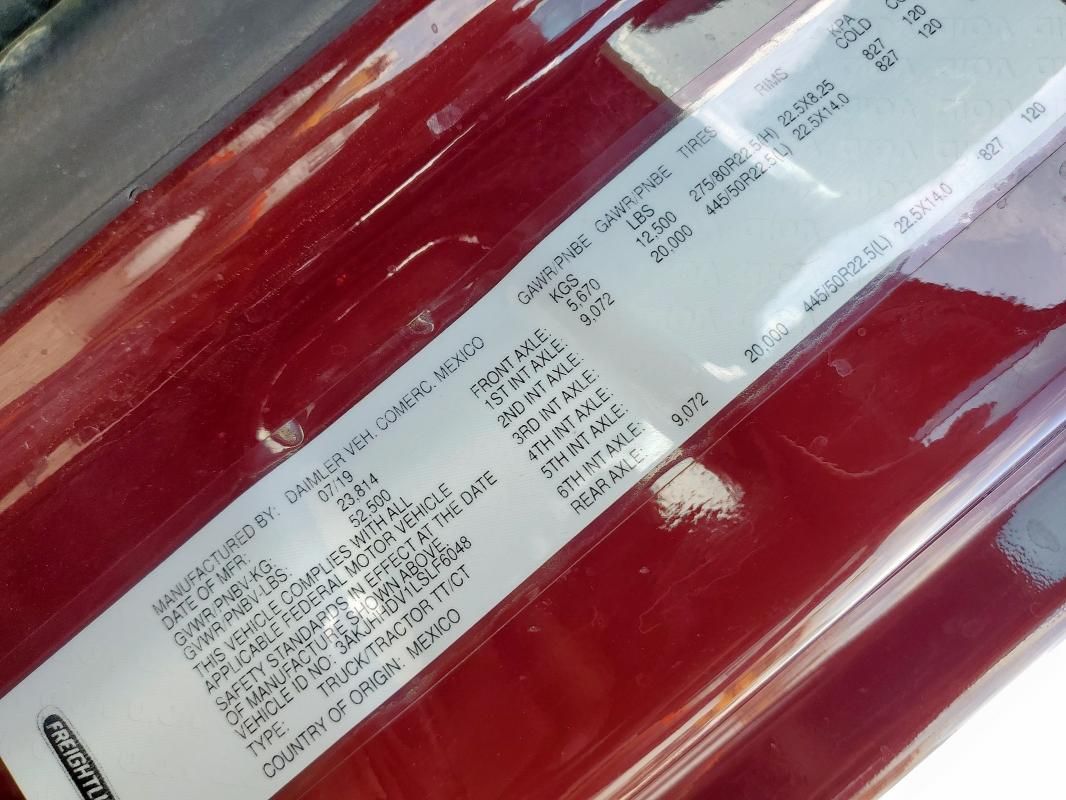 FREIGHTLI
MANUFACTURED BY: DAIMLER VEH. COMERC. MEXICO
DATE OF MFR: 07/19
GVWR/PNBV-KG: 23,814
GVWR/PNBV-LBS: 52,500
THIS VEHICLE COMPLIES WITH ALL
APPLICABLE FEDERAL MOTOR VEHICLE
SAFETY STANDARDS IN EFFECT AT THE DATE
OF MANUFACTURE SHOWN ABOVE.
VEHICLE ID NO: 3AKJHHDV1LSLF6048
TYPE: TRUCK/TRACTOR TT/CT
COUNTRY OF ORIGIN: MEXICO
GAWR/PNBE GAWR/PNBE TIRES RIMS KPA
KGS LBS COLD
FRONT AXLE: 5,670 12,500 275/80R22.5(H) 22.5X8.25 827 120
1ST INT AXLE: 9,072 20,000 445/50R22.5(L) 22.5X14.0 827 120
2ND INT AXLE:
3RD INT AXLE:
4TH INT AXLE:
5TH INT AXLE:
6TH INT AXLE:
REAR AXLE: 9,072 20,000 445/50R22.5(L) 22.5X14.0 827 120